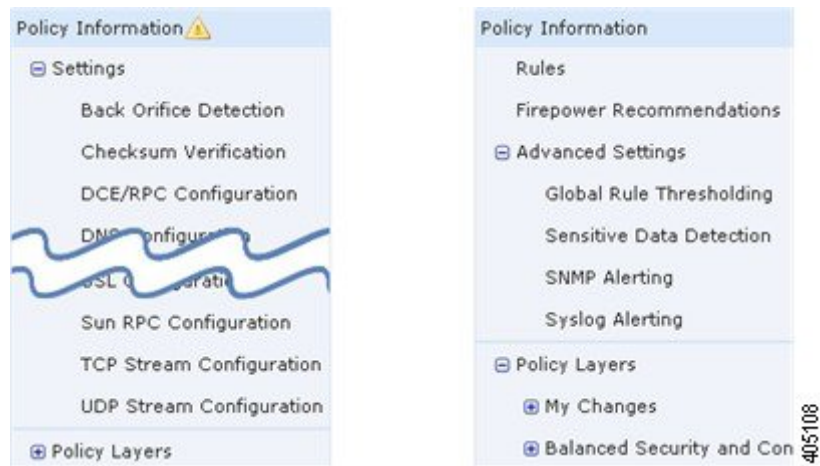 Policy Information
Settings
Back Orifice Detection
Checksum Verification
DCE/RPC Configuration
Sun RPC Configuration
TCP Stream Configuration
UDP Stream Configuration
Policy Layers
Policy Information
Rules
Firepower Recommendations
Advanced Settings
Global Rule Thresholding
Sensitive Data Detection
SNMP Alerting
Syslog Alerting
Policy Layers
My Changes
Balanced Security and Con
405108